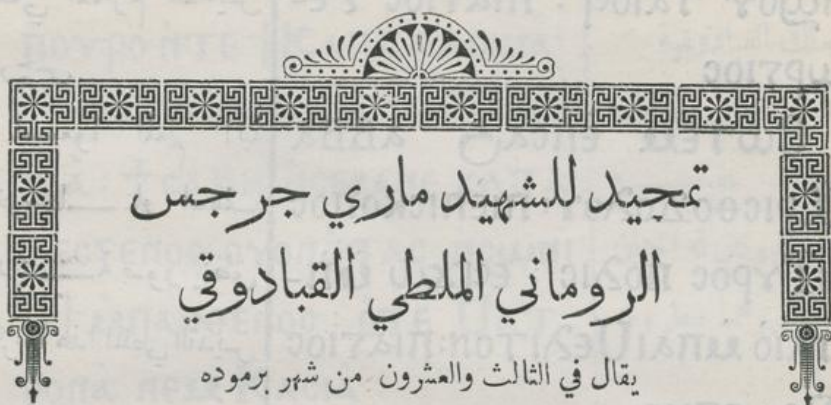 تمجيد للشهيد ماري جرجس
الروماني الملطي القبادوقي
يقال في الثالث والعشرون من شهر برموده